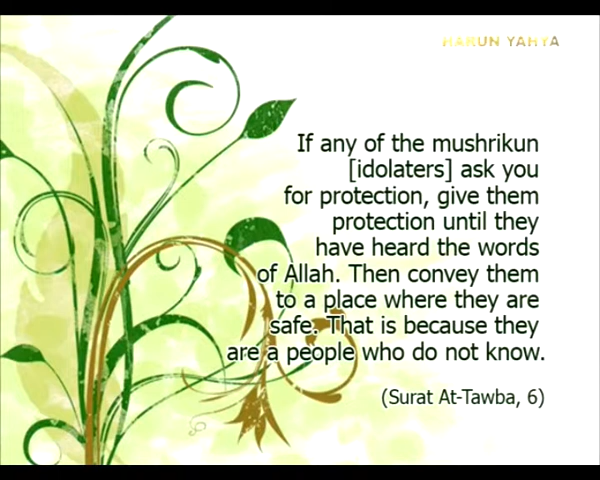 HARUN YAHYA
If any of the mushrikun
[idolaters] ask you
for protection, give them
protection until they
have heard the words
of Allah. Then convey them
to a place where they are
safe. That is because they
are a people who do not know.
(Surat At-Tawba, 6)